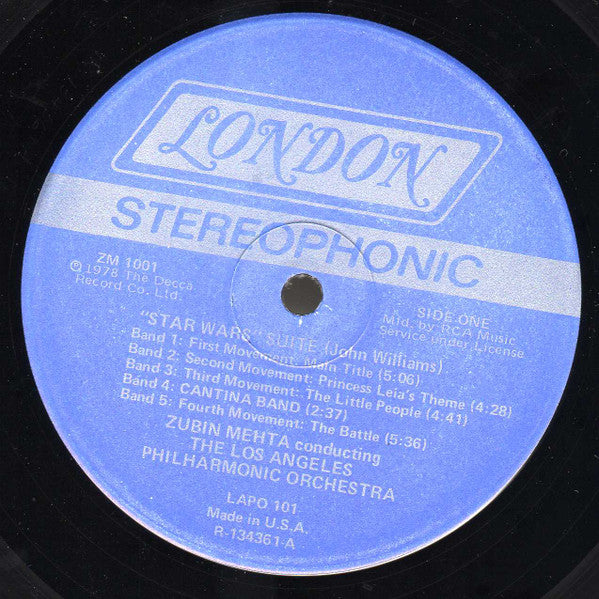 LONDON
STEREOPHONIC
ZM 1001
℗ 1978 The Decca
Record Co. Ltd.
SIDE ONE
Mfd. by RCA Music
Service under License
"STAR WARS" SUITE (John Williams)
Band 1: First Movement: Main Title (5:06)
Band 2: Second Movement: Princess Leia's Theme (4:28)
Band 3: Third Movement: The Little People (4:41)
Band 4: CANTINA BAND (2:37)
Band 5: Fourth Movement: The Battle (5:36)
ZUBIN MEHTA conducting
THE LOS ANGELES
PHILHARMONIC ORCHESTRA
LAPO 101
Made in U.S.A.
R-134361-A